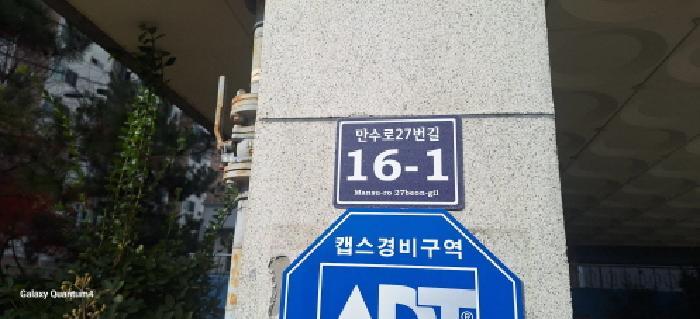 만수로27번길
16-1
Mansu-ro 27beon-gil
캡스경비구역
ADT®
Galaxy Quantum4